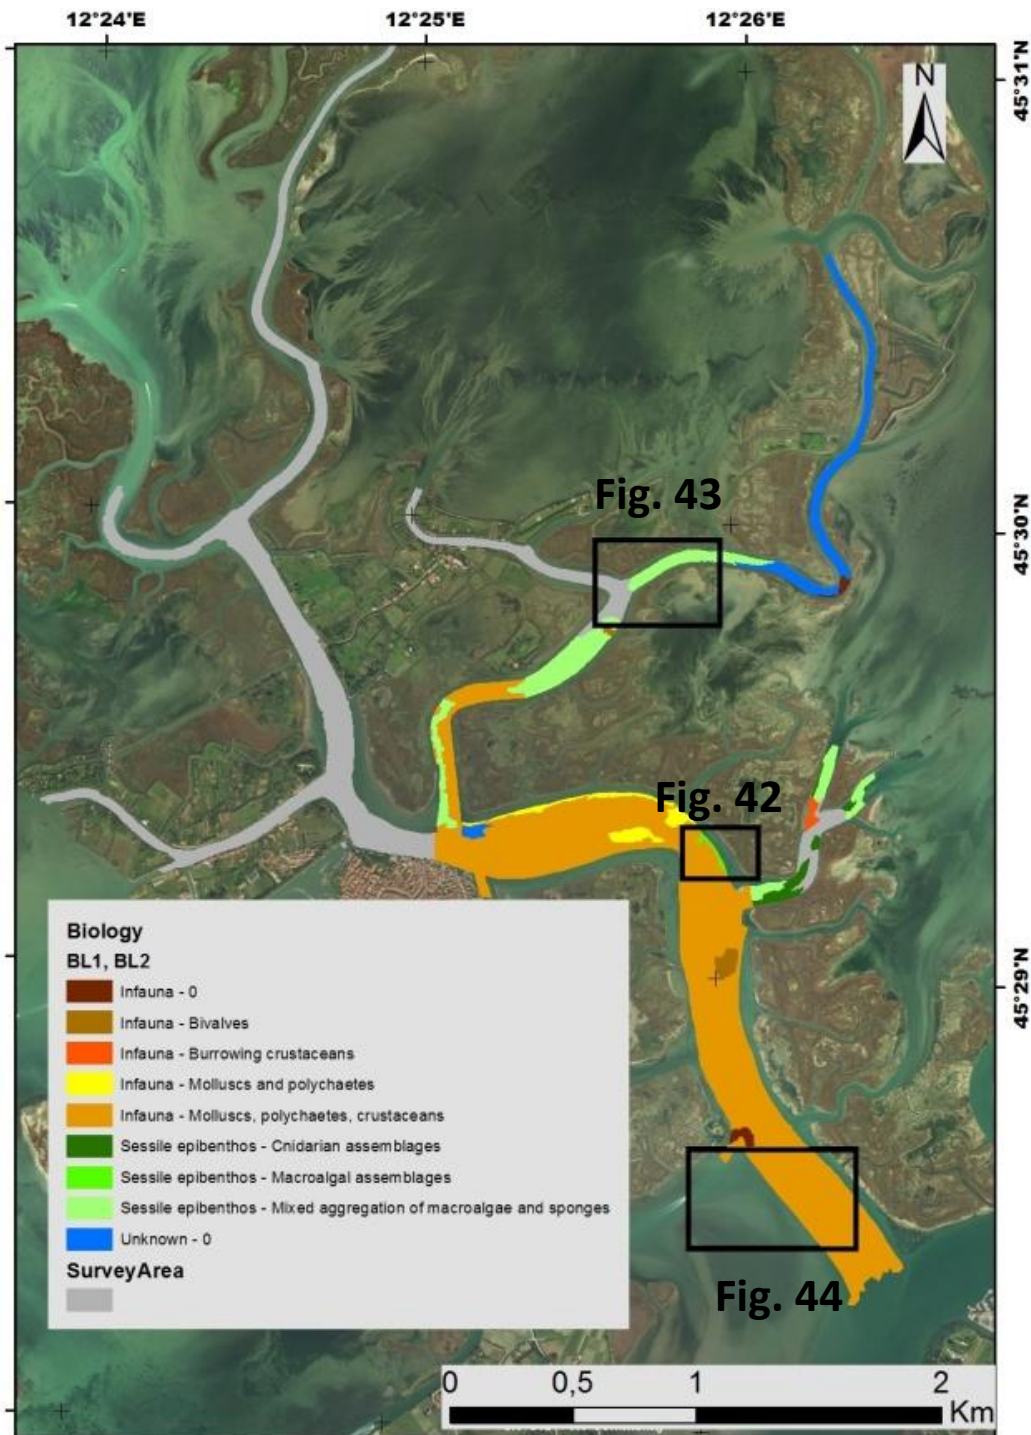 12°24'E 12°25'E 12°26'E
45°31'N
N
Fig. 43
45°30'N
Fig. 42
45°29'N
Biology
BL1, BL2
Infauna - 0
Infauna - Bivalves
Infauna - Burrowing crustaceans
Infauna - Molluscs and polychaetes
Infauna - Molluscs, polychaetes, crustaceans
Sessile epibenthos - Cnidarian assemblages
Sessile epibenthos - Macroalgal assemblages
Sessile epibenthos - Mixed aggregation of macroalgae and sponges
Unknown - 0
SurveyArea
Fig. 44
0 0,5 1 2
Km